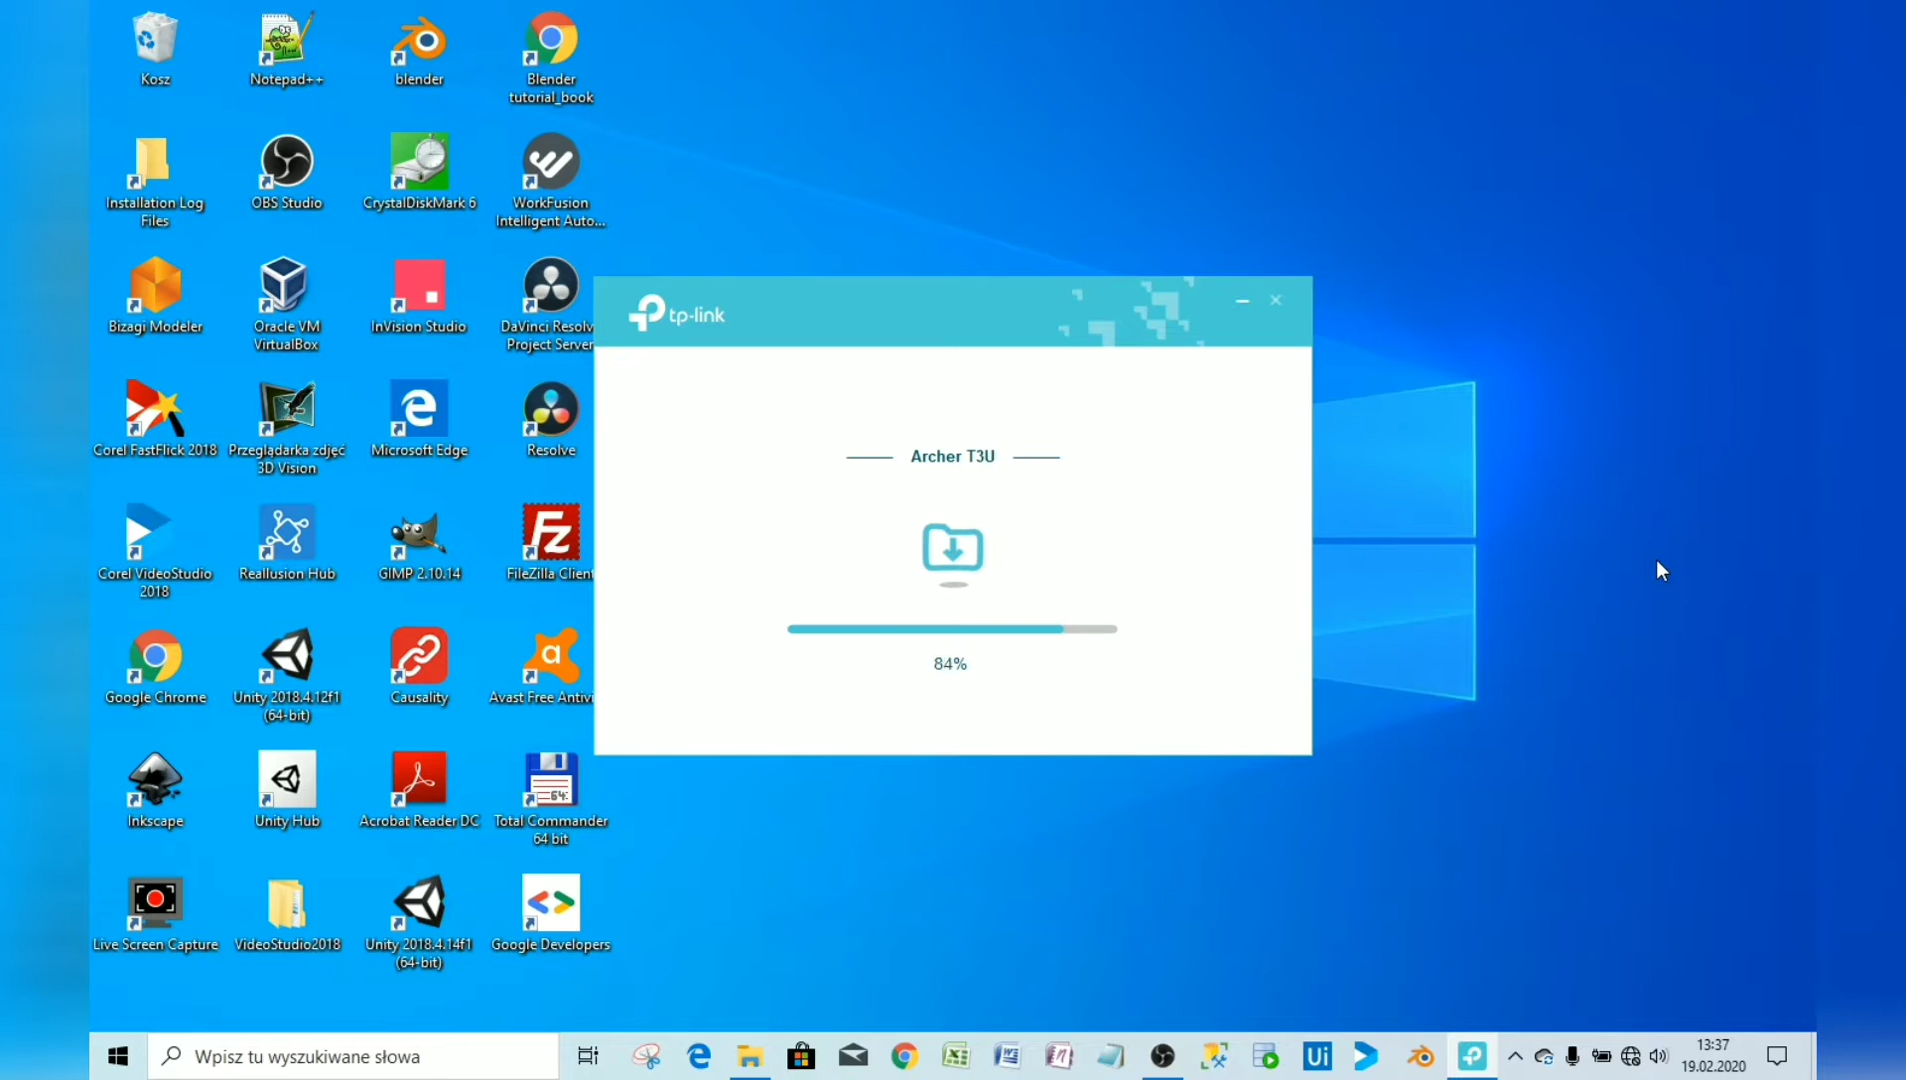 Kosz
Notepad++
blender
Blender
tutorial_book
Installation Log
Files
OBS Studio
CrystalDiskMark 6
WorkFusion
Intelligent Auto...
Bizagi Modeler
Oracle VM
VirtualBox
InVision Studio
DaVinci Resolv
Project Server
tp-link
Corel FastFlick 2018
Przeglądarka zdjęć
3D Vision
Microsoft Edge
Resolve
Archer T3U
Corel VideoStudio
2018
Reallusion Hub
GIMP 2.10.14
Fz
FileZilla Client
84%
Google Chrome
Unity 2018.4.12f1
(64-bit)
Causality
a
Avast Free Antivi
Inkscape
Unity Hub
Acrobat Reader DC
64:
Total Commander
64 bit
Live Screen Capture
VideoStudio2018
Unity 2018.4.14f1
(64-bit)
Google Developers
Wpisz tu wyszukiwane słowa
Ui
13:37
19.02.2020